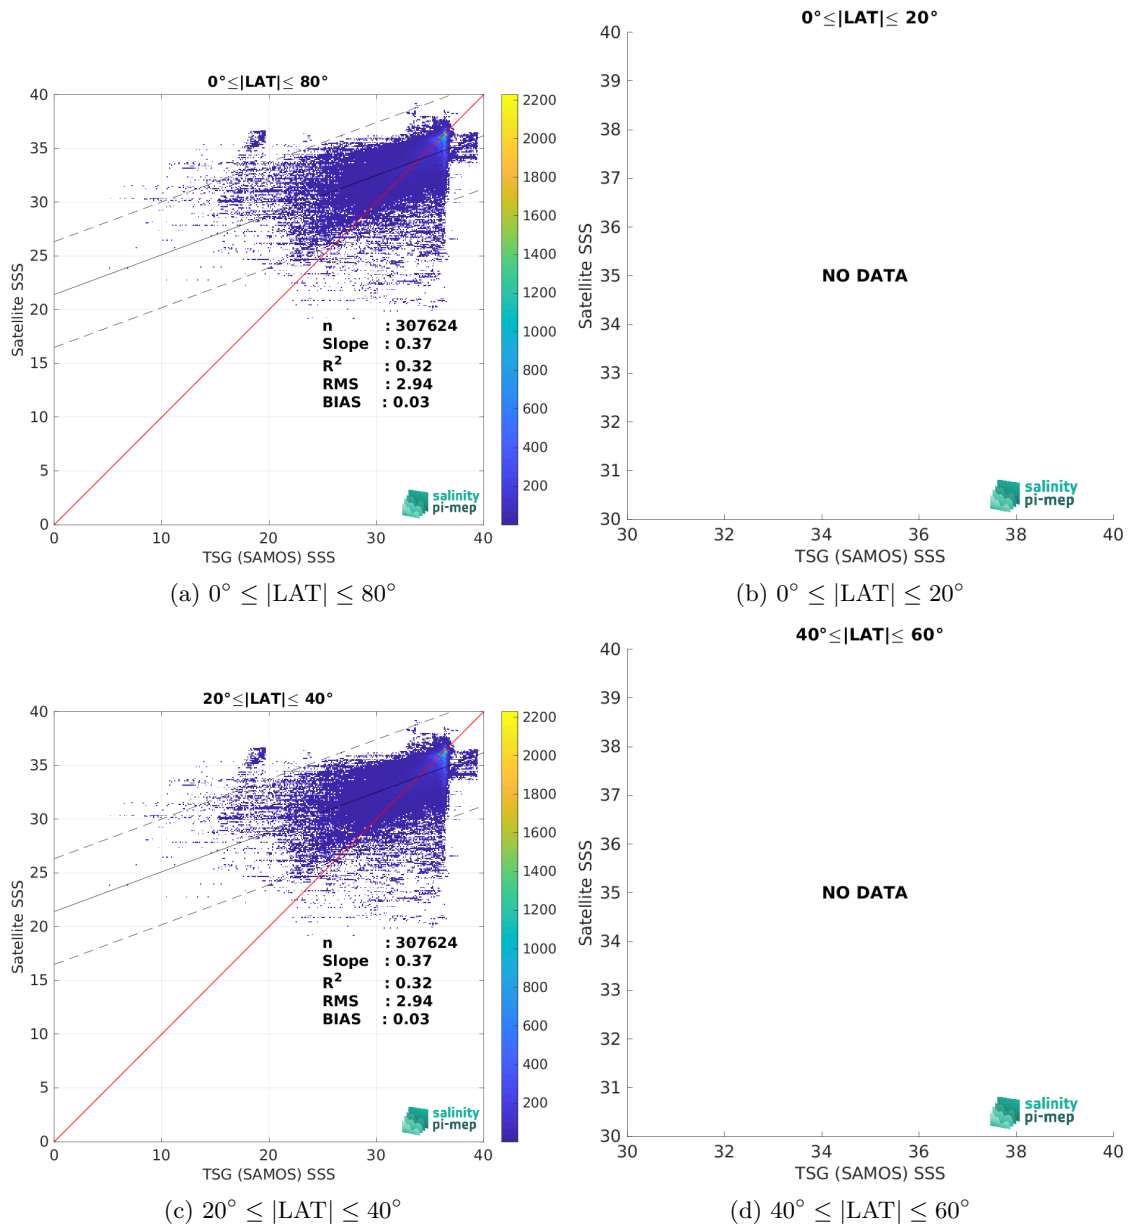 0°≤|LAT|≤ 80°
40
35
30
25
20
15
10
5
0
Satellite SSS
0
10
20
30
40
TSG (SAMOS) SSS
2200
2000
1800
1600
1400
1200
1000
800
600
400
200
n : 307624
Slope : 0.37
R² : 0.32
RMS : 2.94
BIAS : 0.03
salinity
pi-mep
(a) 0° ≤ |LAT| ≤ 80°
0°≤|LAT|≤ 20°
40
39
38
37
36
35
34
33
32
31
30
Satellite SSS
NO DATA
30
32
34
36
38
40
TSG (SAMOS) SSS
salinity
pi-mep
(b) 0° ≤ |LAT| ≤ 20°
20°≤|LAT|≤ 40°
40
35
30
25
20
15
10
5
0
Satellite SSS
0
10
20
30
40
TSG (SAMOS) SSS
2200
2000
1800
1600
1400
1200
1000
800
600
400
200
n : 307624
Slope : 0.37
R² : 0.32
RMS : 2.94
BIAS : 0.03
salinity
pi-mep
(c) 20° ≤ |LAT| ≤ 40°
40°≤|LAT|≤ 60°
40
39
38
37
36
35
34
33
32
31
30
Satellite SSS
NO DATA
30
32
34
36
38
40
TSG (SAMOS) SSS
salinity
pi-mep
(d) 40° ≤ |LAT| ≤ 60°